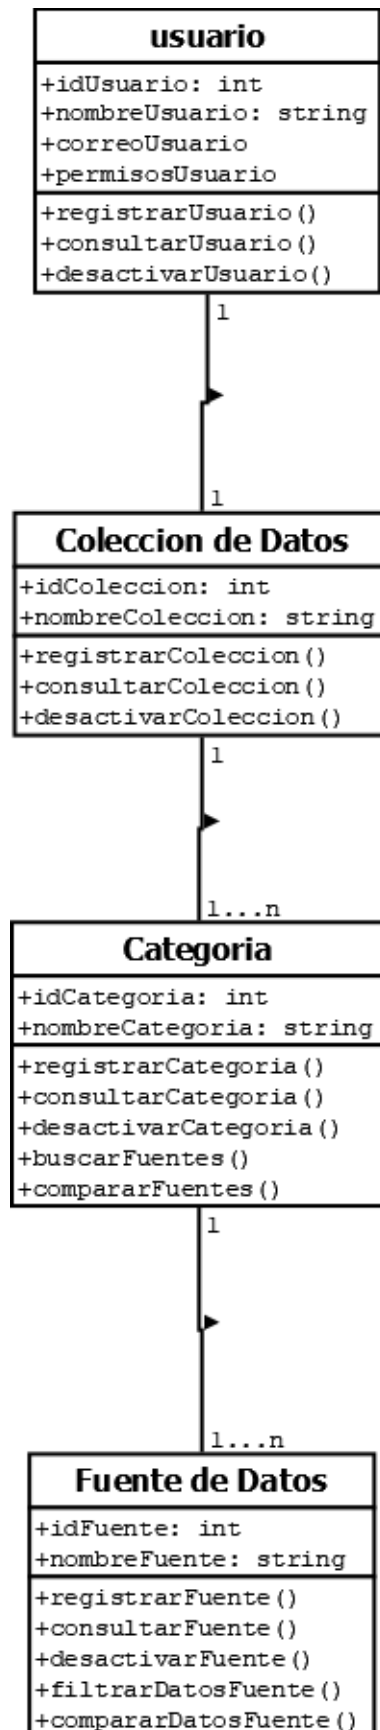 usuario
+idUsuario: int
+nombreUsuario: string
+correoUsuario
+permisosUsuario
+registrarUsuario()
+consultarUsuario()
+desactivarUsuario()
1
1
Coleccion de Datos
+idColeccion: int
+nombreColeccion: string
+registrarColeccion()
+consultarColeccion()
+desactivarColeccion()
1
1...n
Categoria
+idCategoria: int
+nombreCategoria: string
+registrarCategoria()
+consultarCategoria()
+desactivarCategoria()
+buscarFuentes()
+compararFuentes()
1
1...n
Fuente de Datos
+idFuente: int
+nombreFuente: string
+registrarFuente()
+consultarFuente()
+desactivarFuente()
+filtrarDatosFuente()
+compararDatosFuente()